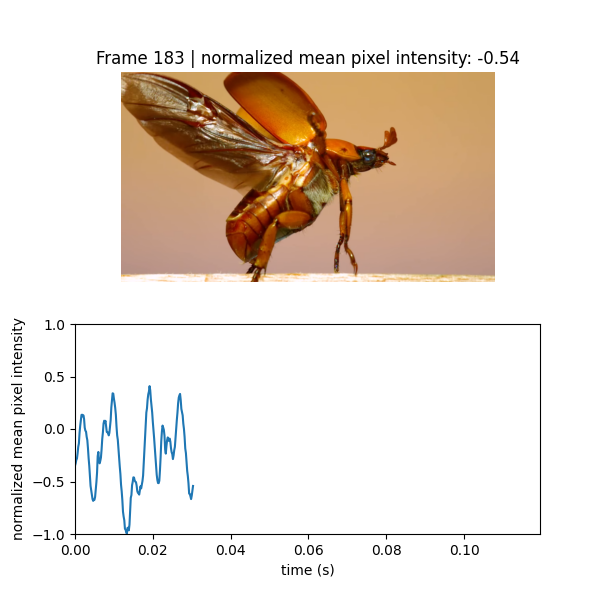 Frame 183 | normalized mean pixel intensity: -0.54
normalized mean pixel intensity
1.0
0.5
0.0
−0.5
−1.0
0.00 0.02 0.04 0.06 0.08 0.10
time (s)